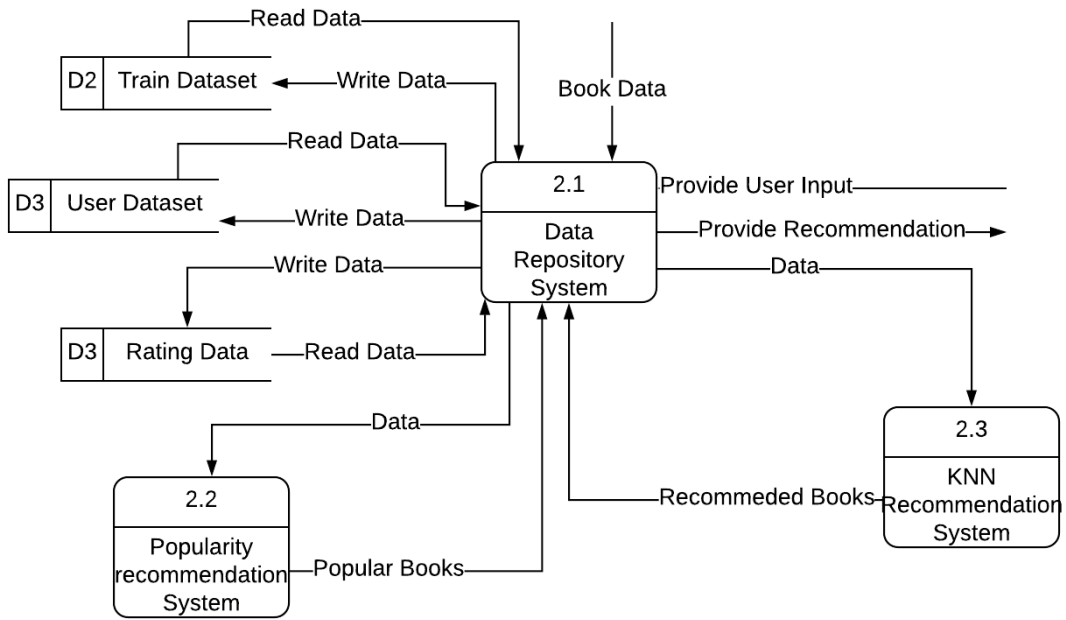 Read Data
D2 Train Dataset
Write Data
Book Data
Read Data
D3 User Dataset
Write Data
2.1
Data
Repository
System
Provide User Input
Provide Recommendation
Data
Write Data
D3 Rating Data
Read Data
Data
2.3
KNN
Recommendation
System
Recommeded Books
2.2
Popularity
recommendation
System
Popular Books